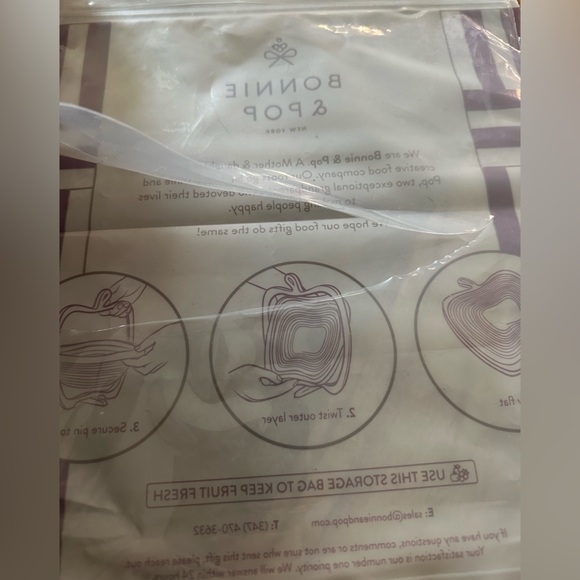 BONNIE
& POP
NEW YORK
We are Bonnie & Pop. A Mother &
creative food company. Our
Pop, two exceptional devoted their lives
people happy.
hope our food gifts do the same!
flat
2. Twist outer layer
3. Secure pin to
USE THIS STORAGE BAG TO KEEP FRUIT FRESH
E: sales@bonnieandpop.com T: (347) 470-3632
If you have any questions, comments or are not sure who sent this gift, please reach out.
Your satisfaction is our number one priority. We will answer within 24 hours